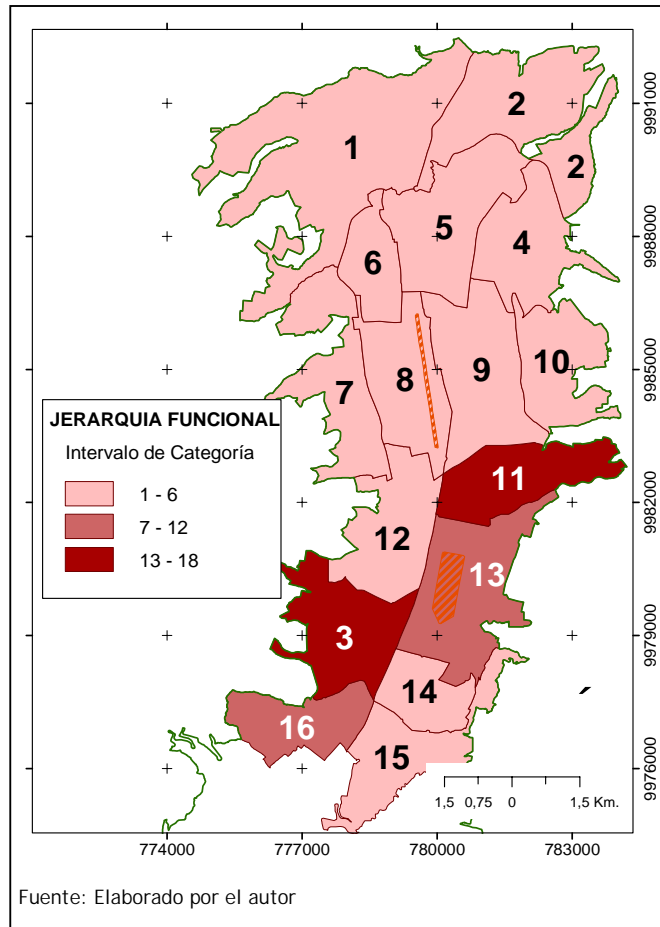 2
9991000
1
2
5
4
9988000
6
10
9
9985000
8
7
JERARQUIA FUNCIONAL
Intervalo de Categoría
1 - 6
7 - 12
13 - 18
11
9982000
12
13
3
9979000
14
16
15
9976000
1,5 0,75 0 1,5 Km.
774000 777000 780000 783000
Fuente: Elaborado por el autor